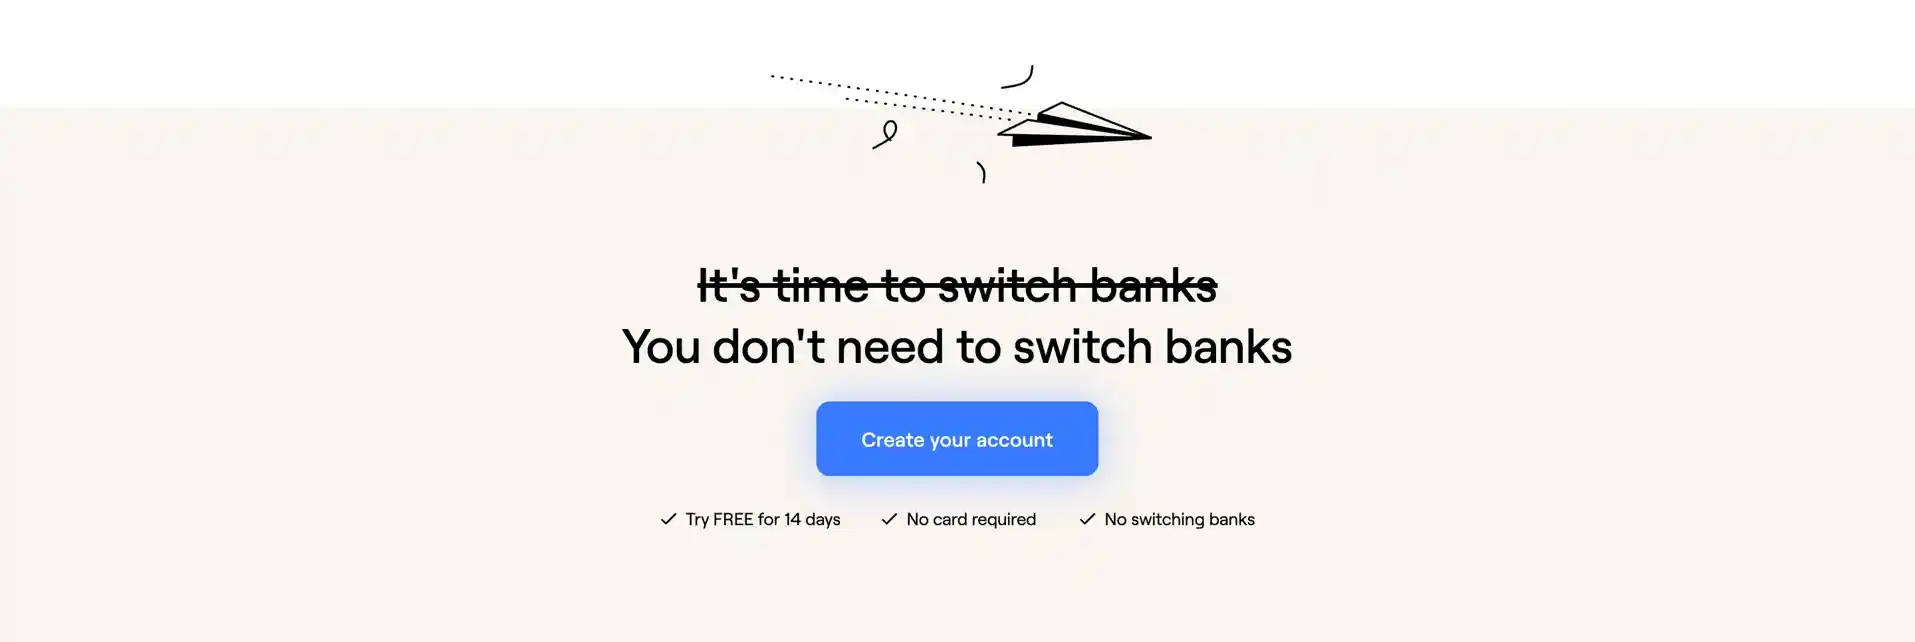 It's time to switch banks
You don't need to switch banks
Create your account
Try FREE for 14 days
No card required
No switching banks